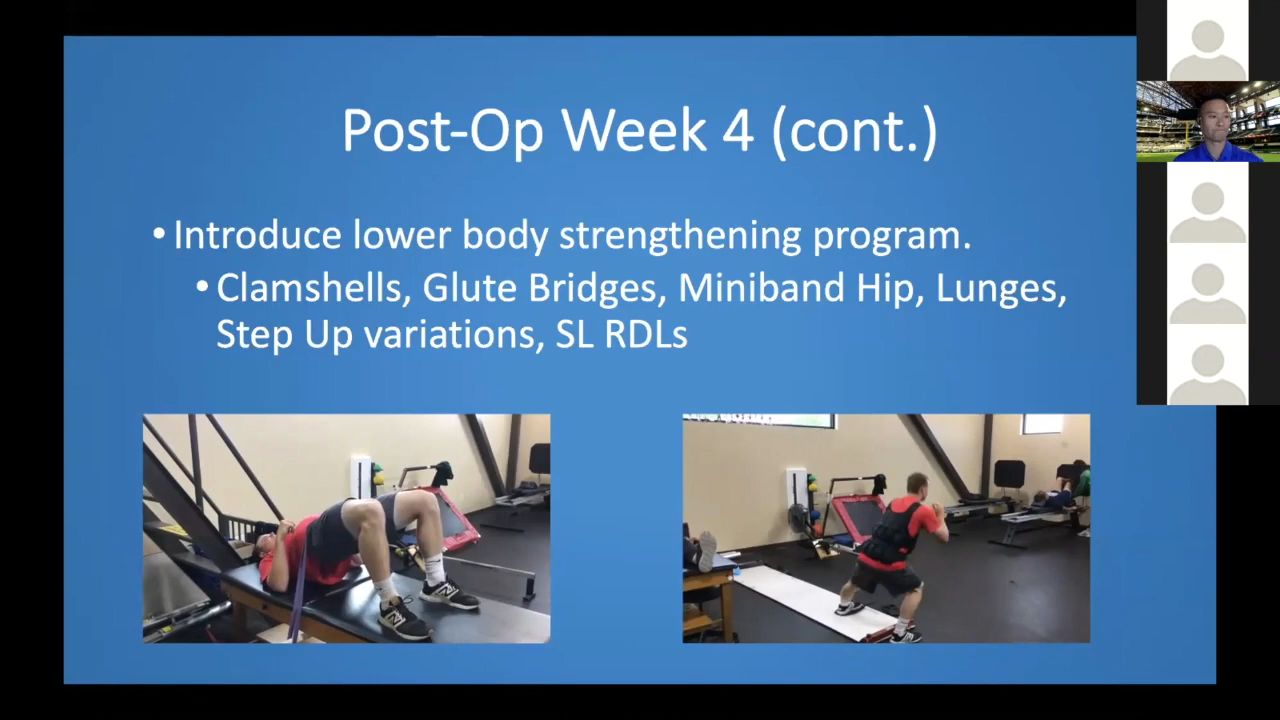 Post-Op Week 4 (cont.)
• Introduce lower body strengthening program.
• Clamshells, Glute Bridges, Miniband Hip, Lunges,
Step Up variations, SL RDLs